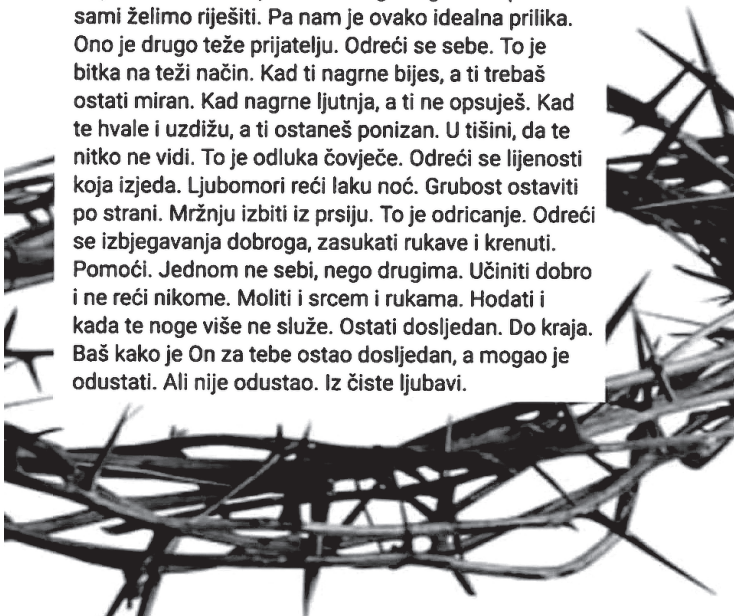 sami želimo riješiti. Pa nam je ovako idealna prilika.
Ono je drugo teže prijatelju. Odreći se sebe. To je
bitka na teži način. Kad ti nagrne bijes, a ti trebaš
ostati miran. Kad nagrne ljutnja, a ti ne opsuješ. Kad
te hvale i uzdižu, a ti ostaneš ponizan. U tišini, da te
nitko ne vidi. To je odluka čovječe. Odreći se lijenosti
koja izjeda. Ljubomori reći laku noć. Grubost ostaviti
po strani. Mržnju izbiti iz prsiju. To je odricanje. Odreći
se izbjegavanja dobroga, zasukati rukave i krenuti.
Pomoći. Jednom ne sebi, nego drugima. Učiniti dobro
i ne reći nikome. Moliti i srcem i rukama. Hodati i
kada te noge više ne služe. Ostati dosljedan. Do kraja.
Baš kako je On za tebe ostao dosljedan, a mogao je
odustati. Ali nije odustao. Iz čiste ljubavi.